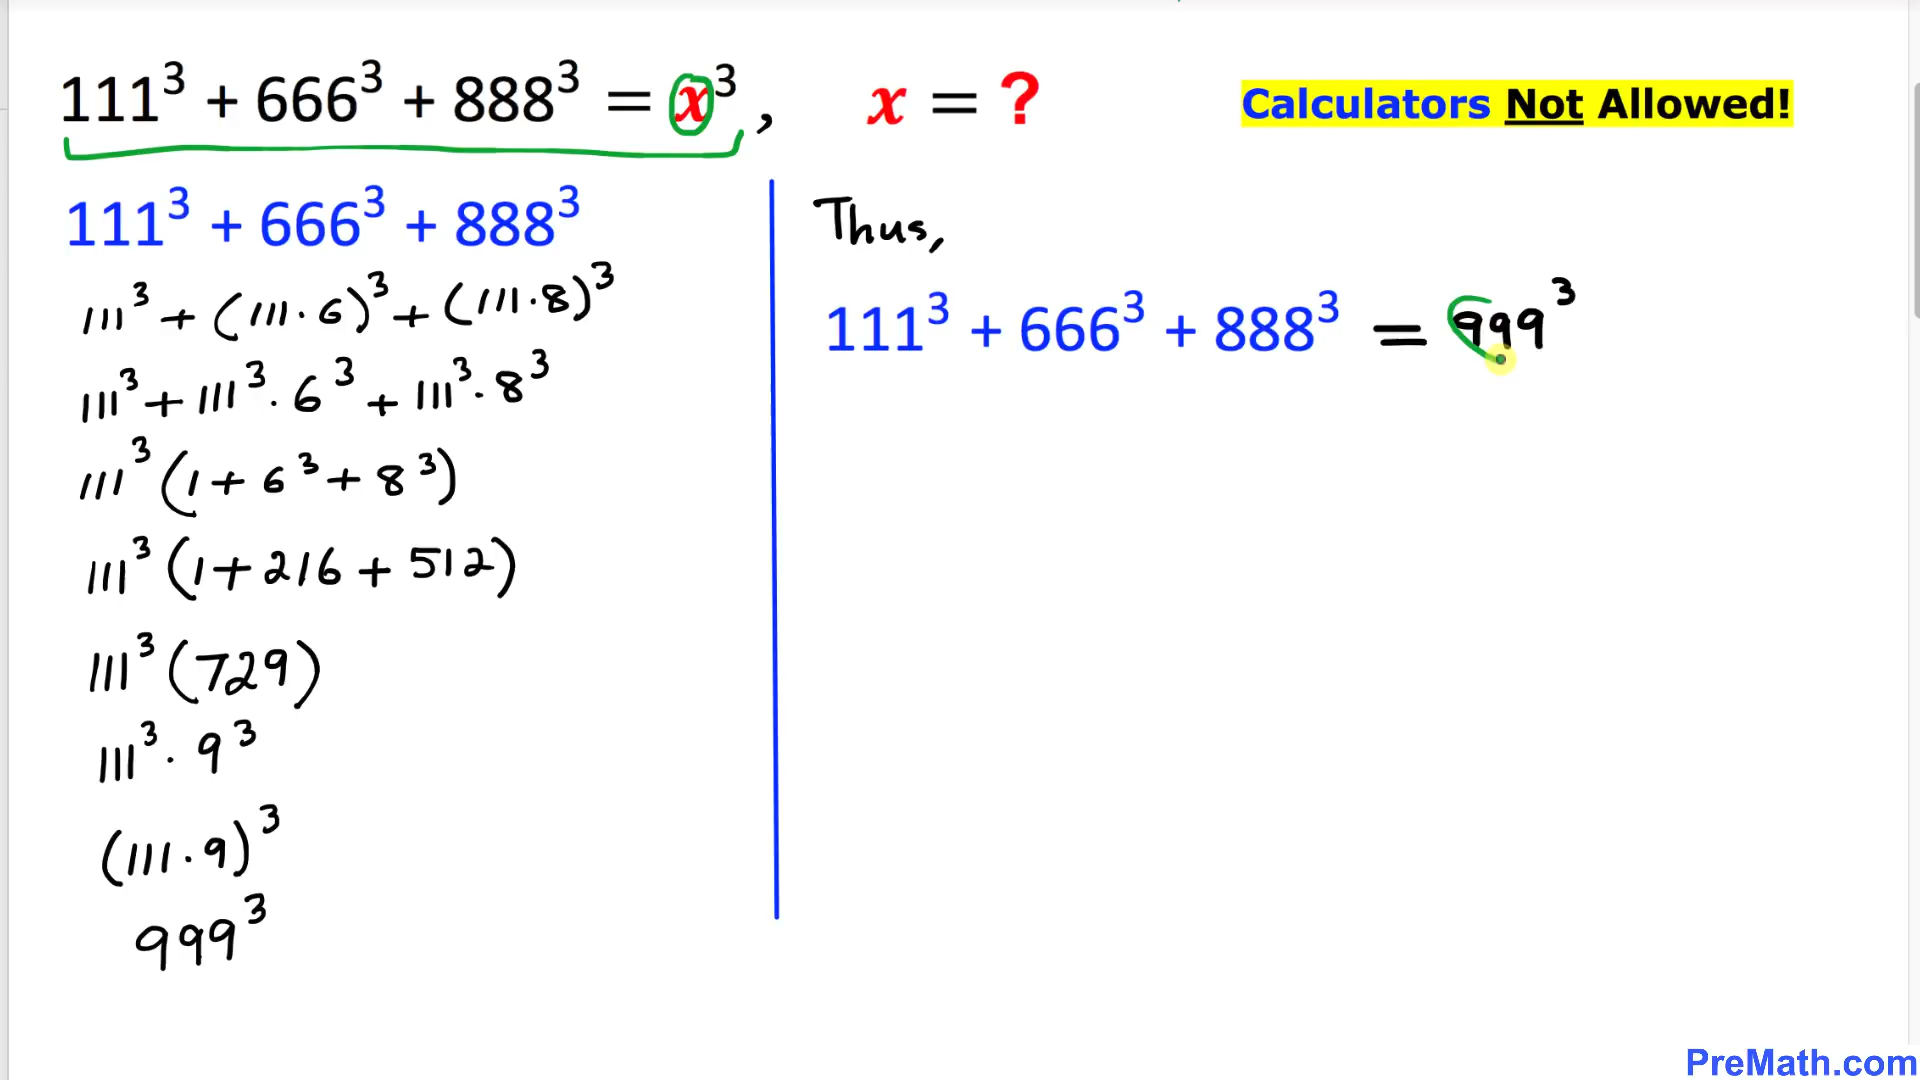 111³ + 666³ + 888³ = x³ , x = ?
Calculators Not Allowed!
111³ + 666³ + 888³
111³ + (111·6)³ + (111·8)³
111³ + 111³ · 6³ + 111³ · 8³
111³ (1 + 6³ + 8³)
111³ (1 + 216 + 512)
111³ (729)
111³ · 9³
(111·9)³
999³
Thus,
111³ + 666³ + 888³ = 999³
PreMath.com